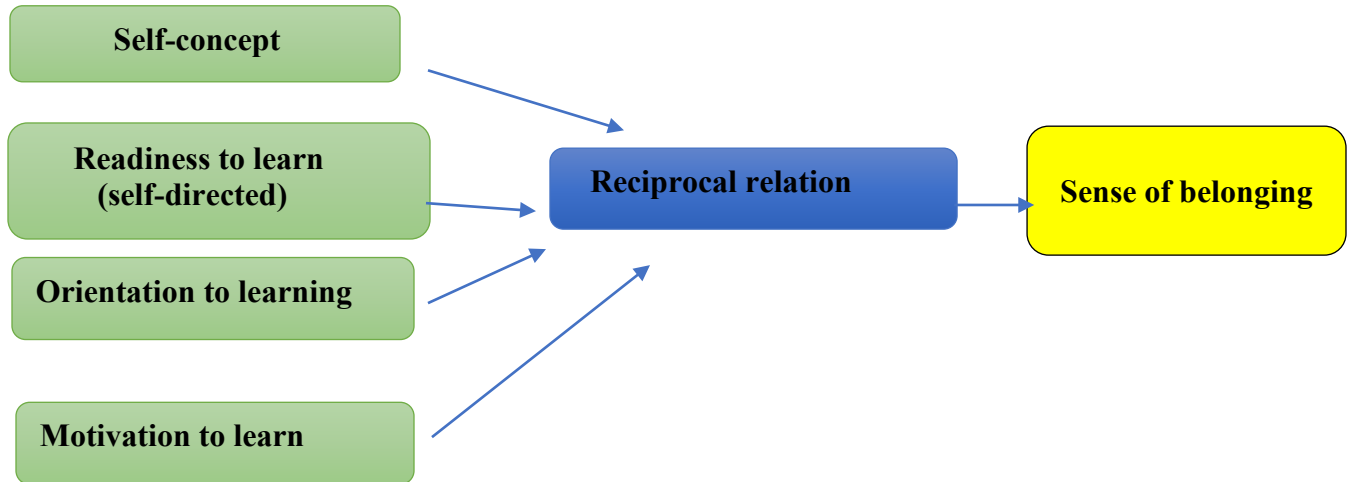 Self-concept
Readiness to learn
(self-directed)
Orientation to learning
Motivation to learn
Reciprocal relation
Sense of belonging